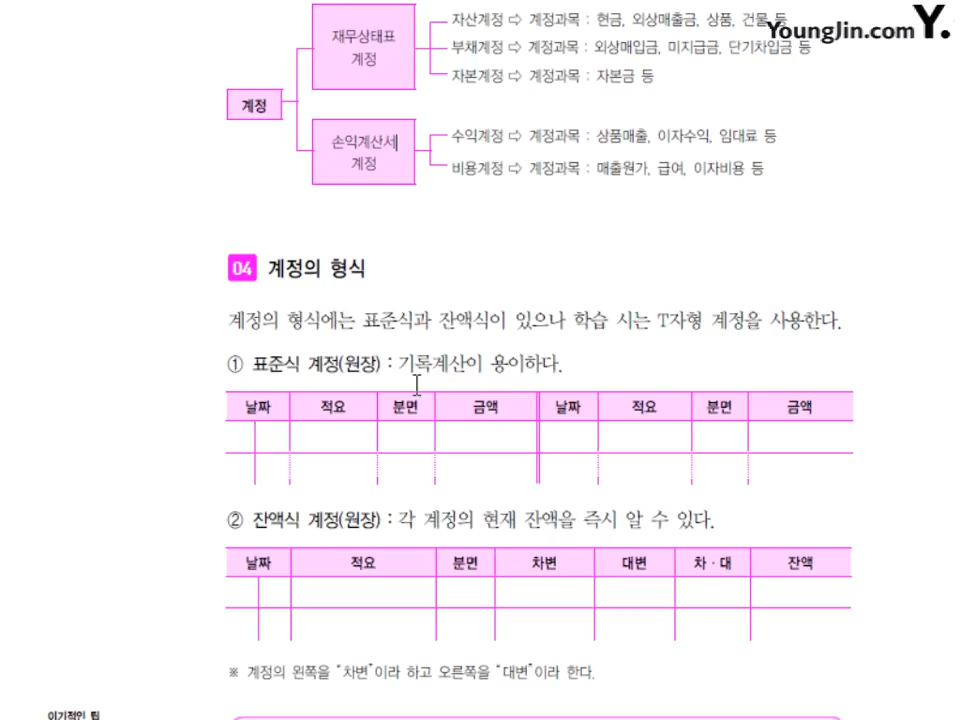 YoungJin.com Y.
계정
재무상태표
계정
자산계정 ⇨ 계정과목 : 현금, 외상매출금, 상품, 건물 등
부채계정 ⇨ 계정과목 : 외상매입금, 미지급금, 단기차입금 등
자본계정 ⇨ 계정과목 : 자본금 등
손익계산서
계정
수익계정 ⇨ 계정과목 : 상품매출, 이자수익, 임대료 등
비용계정 ⇨ 계정과목 : 매출원가, 급여, 이자비용 등
04 계정의 형식
계정의 형식에는 표준식과 잔액식이 있으나 학습 시는 T자형 계정을 사용한다.
① 표준식 계정(원장) : 기록계산이 용이하다.
날짜 적요 분면 금액 날짜 적요 분면 금액
② 잔액식 계정(원장) : 각 계정의 현재 잔액을 즉시 알 수 있다.
날짜 적요 분면 차변 대변 차 · 대 잔액
※ 계정의 왼쪽을 “차변”이라 하고 오른쪽을 “대변”이라 한다.
이기적인 팁